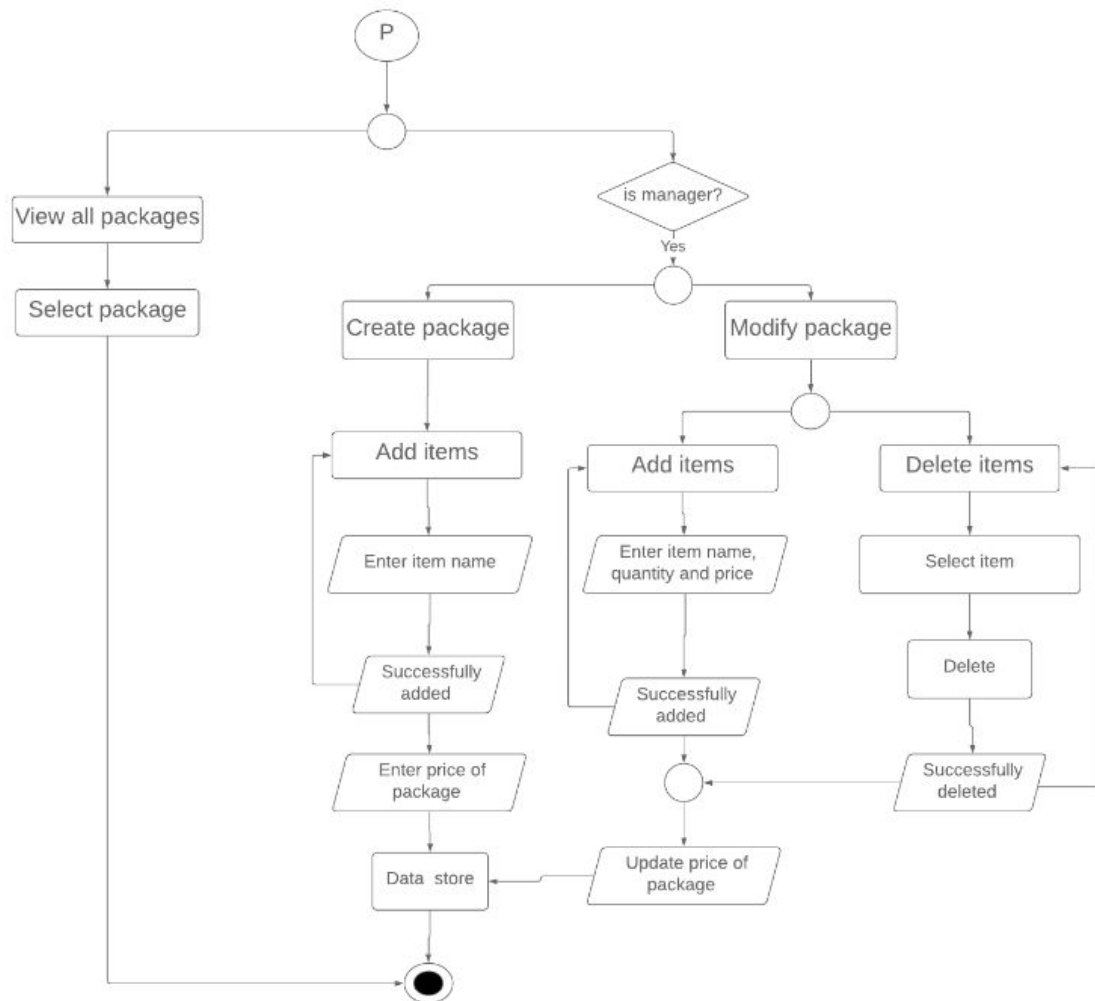 P
is manager?
Yes
View all packages
Select package
Create package
Modify package
Add items
Add items
Delete items
Enter item name
Enter item name,
quantity and price
Select item
Successfully
added
Successfully
added
Delete
Enter price of
package
Successfully
deleted
Data store
Update price of
package